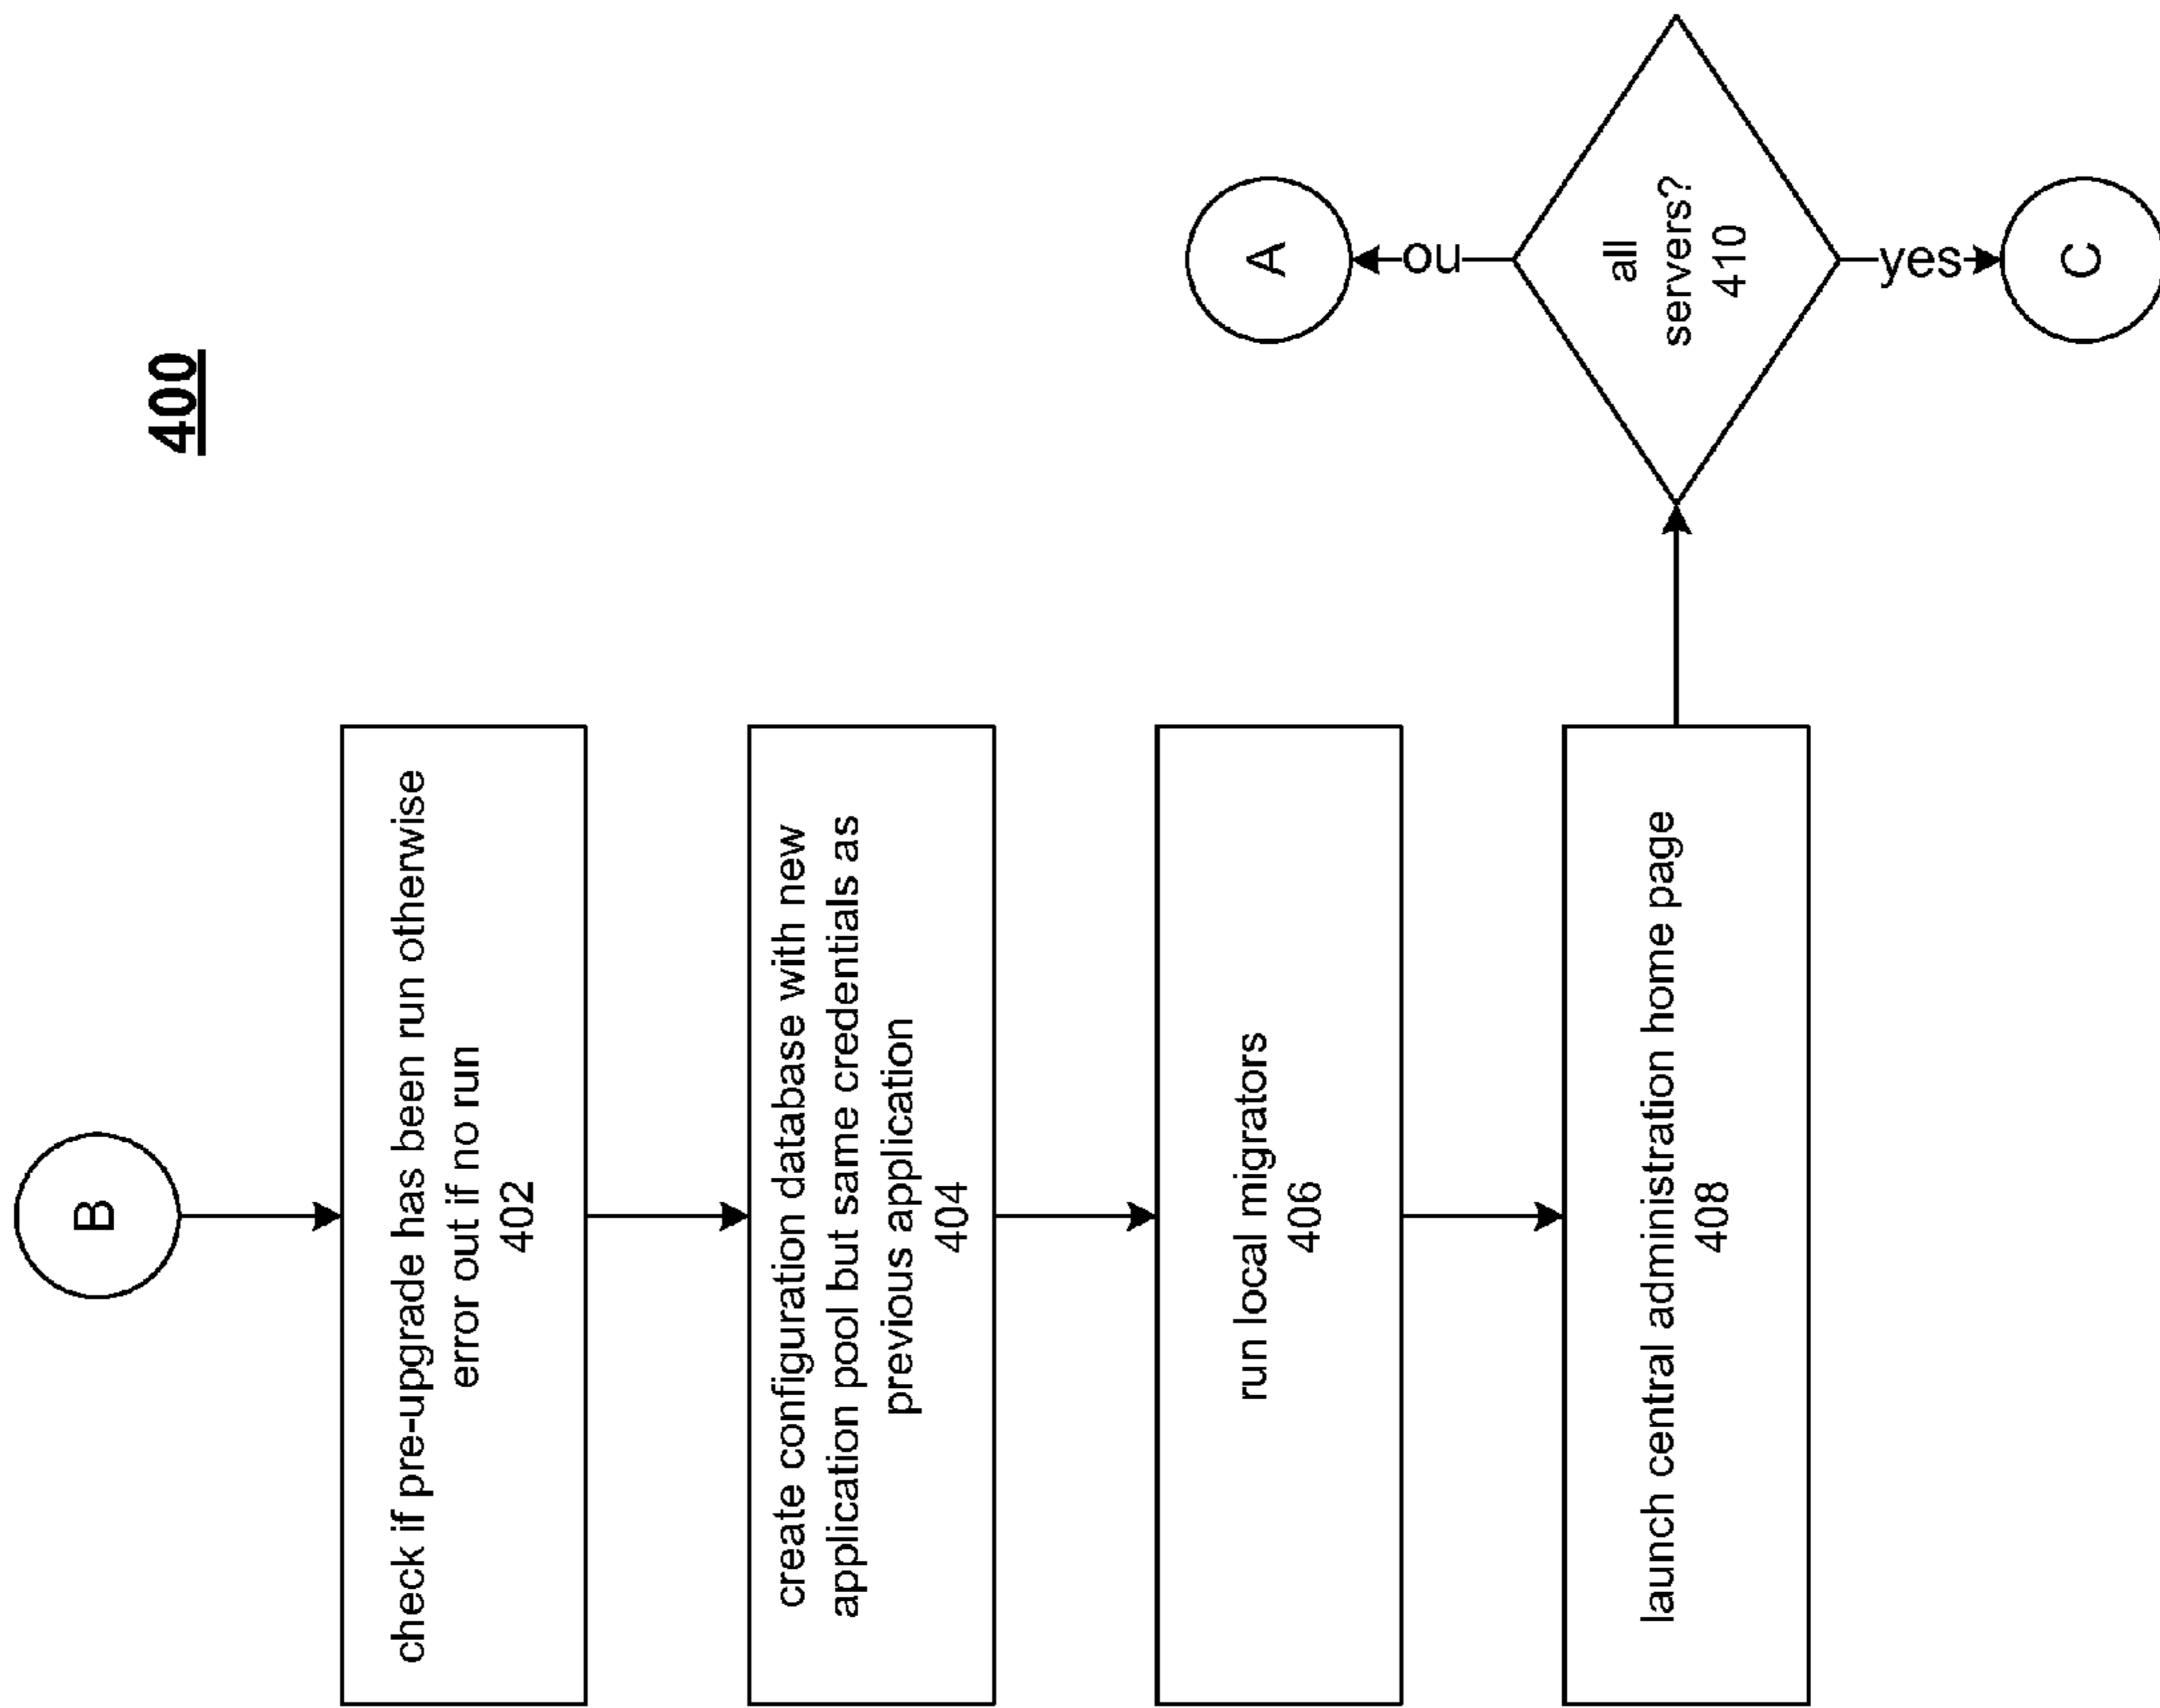 400
B
check if pre-upgrade has been run otherwise
error out if no run
402
create configuration database with new
application pool but same credentials as
previous application
404
run local migrators
406
launch central administration home page
408
all
servers?
410
no
A
yes
C